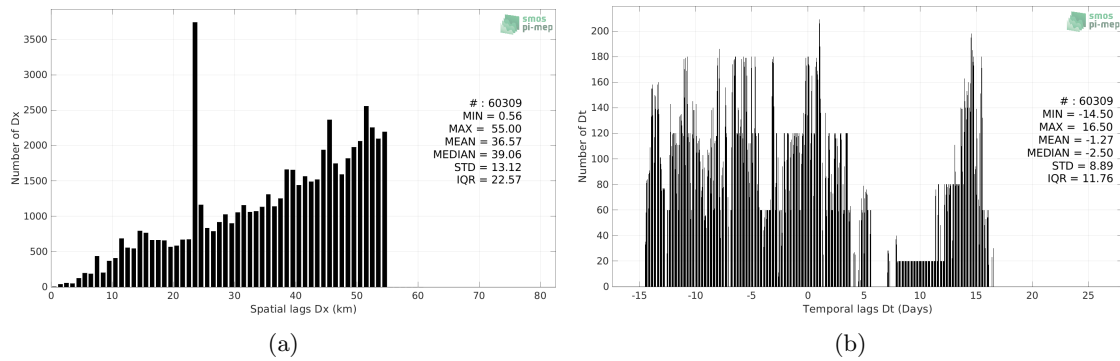 smos
pi-mep
3500
3000
2500
2000
1500
1000
500
0
Number of Dx
# : 60309
MIN = 0.56
MAX = 55.00
MEAN = 36.57
MEDIAN = 39.06
STD = 13.12
IQR = 22.57
0 10 20 30 40 50 60 70 80
Spatial lags Dx (km)
(a)
smos
pi-mep
200
180
160
140
120
100
80
60
40
20
0
Number of Dt
# : 60309
MIN = -14.50
MAX = 16.50
MEAN = -1.27
MEDIAN = -2.50
STD = 8.89
IQR = 11.76
-15 -10 -5 0 5 10 15 20 25
Temporal lags Dt (Days)
(b)